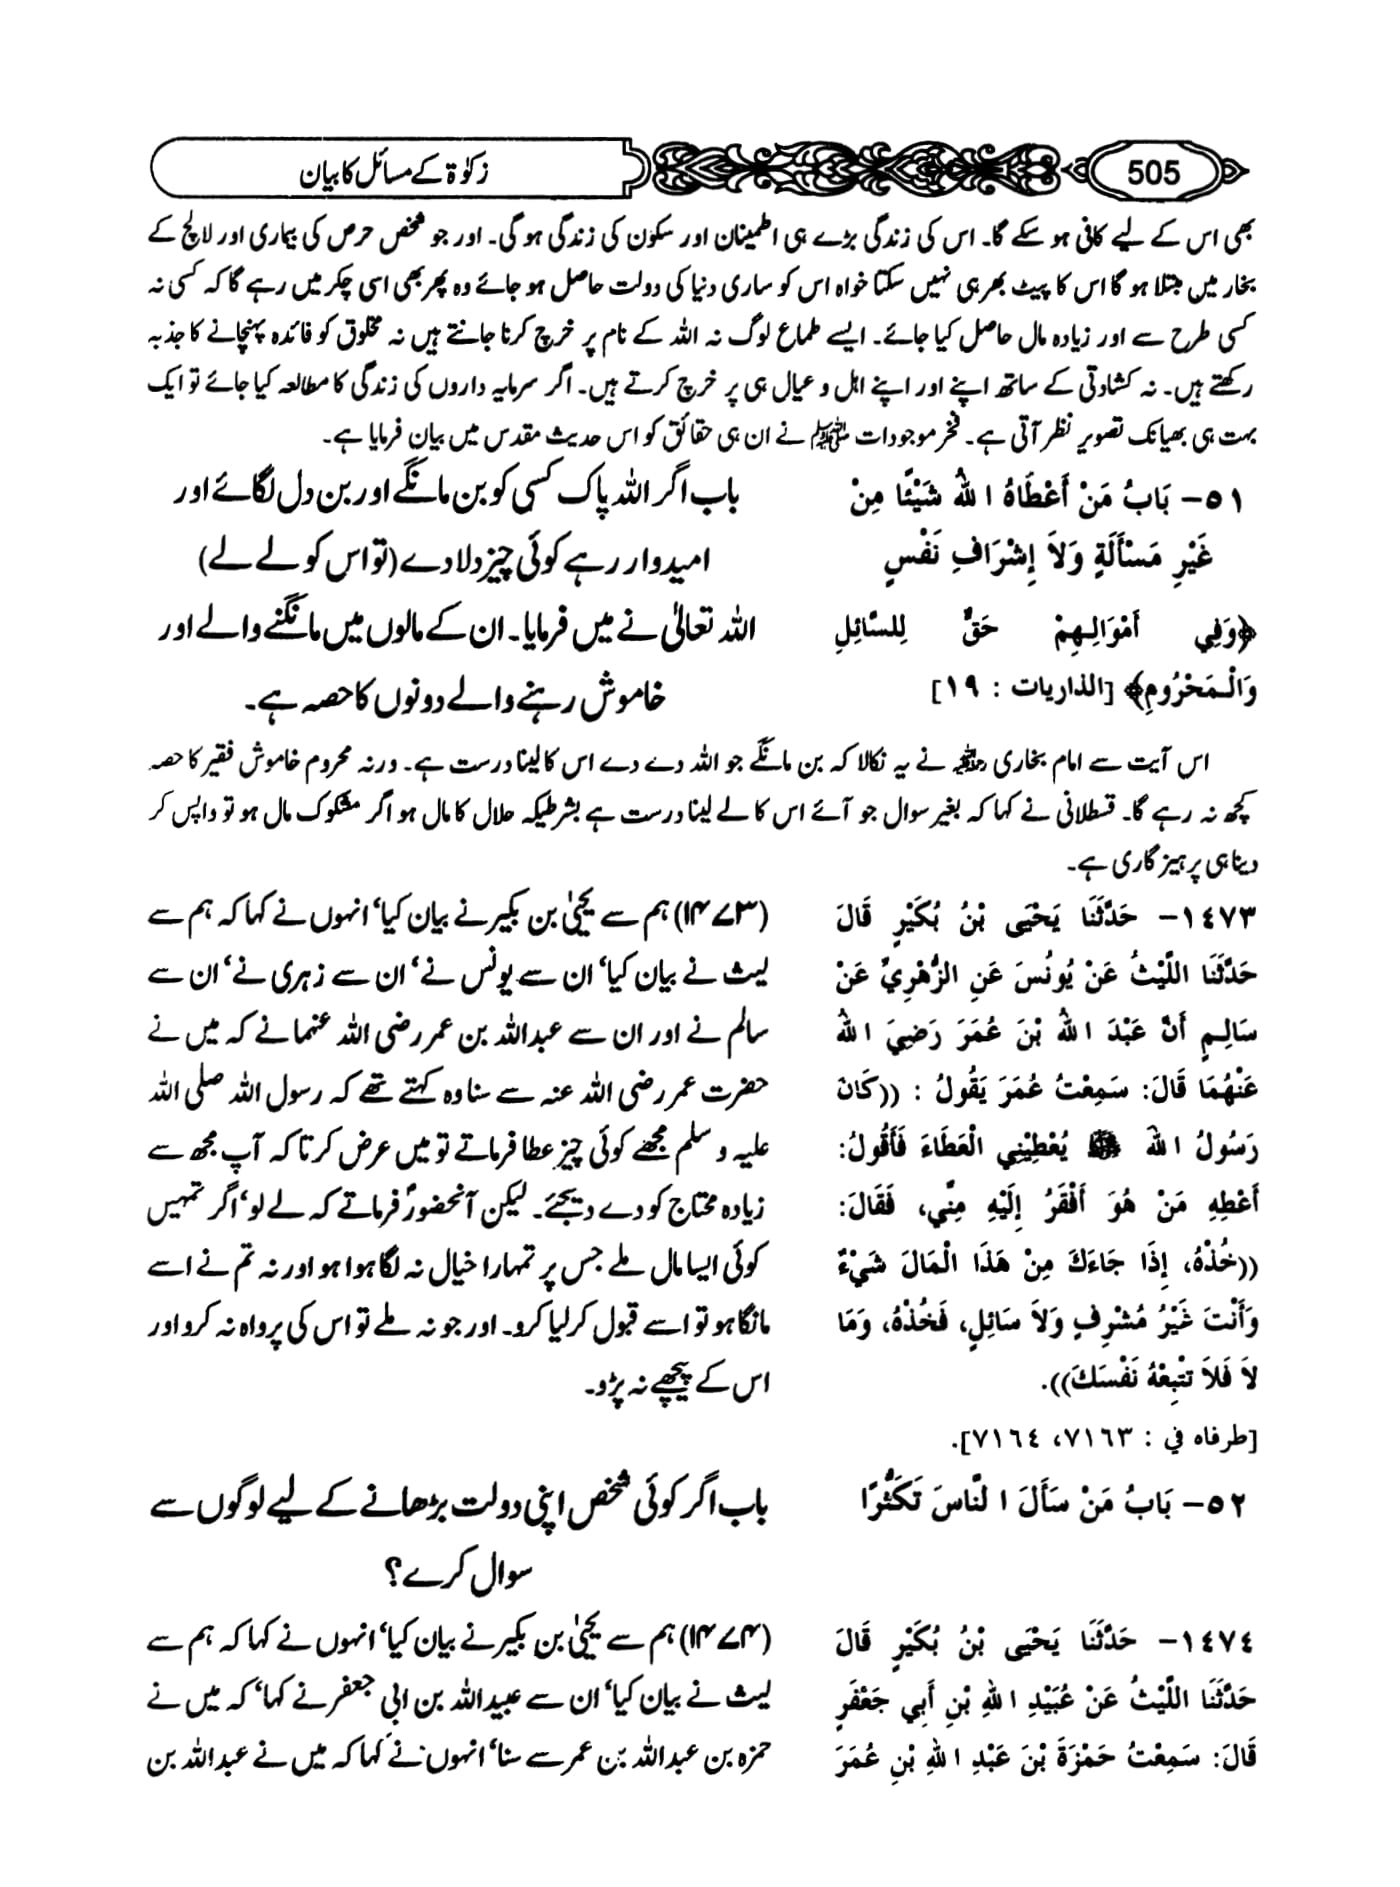 505
زکوٰۃ کے مسائل کا بیان
بھی اس کے لیے کافی ہو سکے گا۔ اس کی زندگی بڑے ہی اطمینان اور سکون کی زندگی ہو گی۔ اور جو شخص حرص کی بیماری اور لالچ کے
بخار میں مبتلا ہو گا اس کا پیٹ بھر ہی نہیں سکتا خواہ اس کو ساری دنیا کی دولت حاصل ہو جائے وہ پھر بھی اسی چکر میں رہے گا کہ کسی نہ
کسی طرح سے اور زیادہ مال حاصل کیا جائے۔ ایسے طماع لوگ نہ اللہ کے نام پر خرچ کرنا جانتے ہیں نہ مخلوق کو فائدہ پہنچانے کا جذبہ
رکھتے ہیں۔ نہ کشادگی کے ساتھ اپنے اور اپنے اہل و عیال ہی پر خرچ کرتے ہیں۔ اگر سرمایہ داروں کی زندگی کا مطالعہ کیا جائے تو ایک
بہت ہی بھیانک تصویر نظر آتی ہے۔ فخر موجودات ﷺ نے ان ہی حقائق کو اس حدیث مقدس میں بیان فرمایا ہے۔
٥١- بَابُ مَنْ أَعْطَاهُ اللهُ شَيْئًا مِنْ
غَيْرِ مَسْأَلَةٍ وَلاَ إِشْرَافِ نَفْسٍ
﴿وَفِي أَمْوَالِهِمْ حَقٌّ لِلسَّائِلِ
وَالْمَحْرُومِ﴾ [الذاريات : ١٩]
باب اگر اللہ پاک کسی کو بن مانگے اور بن دل لگائے اور
امیدوار رہے کوئی چیز دلا دے (تو اس کو لے لے)
اللہ تعالیٰ نے میں فرمایا۔ ان کے مالوں میں مانگنے والے اور
خاموش رہنے والے دونوں کا حصہ ہے۔
اس آیت سے امام بخاری رحمہ اللہ نے یہ نکالا کہ بن مانگے جو اللہ دے دے اس کا لینا درست ہے۔ ورنہ محروم خاموش فقیر کا حصہ
کچھ نہ رہے گا۔ قسطلانی نے کہا کہ بغیر سوال جو آئے اس کا لے لینا درست ہے بشرطیکہ حلال کا مال ہو اگر مشکوک مال ہو تو واپس کر
دینا ہی پرہیزگاری ہے۔
١٤٧٣- حَدَّثَنَا يَحْيَى بْنُ بُكَيْرٍ قَالَ
حَدَّثَنَا اللَّيْثُ عَنْ يُونُسَ عَنِ الزُّهْرِيِّ عَنْ
سَالِمٍ أَنَّ عَبْدَ اللهِ بْنَ عُمَرَ رَضِيَ اللهُ
عَنْهُمَا قَالَ: سَمِعْتُ عُمَرَ يَقُولُ : ((كَانَ
رَسُولُ اللهِ ﷺ يُعْطِينِي الْعَطَاءَ فَأَقُولُ:
أَعْطِهِ مَنْ هُوَ أَفْقَرُ إِلَيْهِ مِنِّي، فَقَالَ:
((خُذْهُ، إِذَا جَاءَكَ مِنْ هَذَا الْمَالَ شَيْءٌ
وَأَنْتَ غَيْرُ مُشْرِفٍ وَلاَ سَائِلٍ، فَخُذْهُ، وَمَا
لاَ فَلاَ تتْبِعْهُ نَفْسَكَ)).
[طرفاه في : ٧١٦٣، ٧١٦٤].
(۱۴۷۳) ہم سے یحییٰ بن بکیر نے بیان کیا‘ انہوں نے کہا کہ ہم سے
لیث نے بیان کیا‘ ان سے یونس نے‘ ان سے زہری نے‘ ان سے
سالم نے اور ان سے عبداللہ بن عمر رضی اللہ عنہما نے کہ میں نے
حضرت عمر رضی اللہ عنہ سے سنا وہ کہتے تھے کہ رسول اللہ صلی اللہ
علیہ و سلم مجھے کوئی چیز عطا فرماتے تو میں عرض کرتا کہ آپ مجھ سے
زیادہ محتاج کو دے دیجئے۔ لیکن آنحضورؐ فرماتے کہ لے لو‘ اگر تمہیں
کوئی ایسا مال ملے جس پر تمہارا خیال نہ لگا ہوا ہو اور نہ تم نے اسے
مانگا ہو تو اسے قبول کر لیا کرو۔ اور جو نہ ملے تو اس کی پرواہ نہ کرو اور
اس کے پیچھے نہ پڑو۔
٥٢- بَابُ مَنْ سَأَلَ النَّاسَ تَكَثُّرًا
باب اگر کوئی شخص اپنی دولت بڑھانے کے لیے لوگوں سے
سوال کرے؟
١٤٧٤- حَدَّثَنَا يَحْيَى بْنُ بُكَيْرٍ قَالَ
حَدَّثَنَا اللَّيْثُ عَنْ عُبَيْدِ اللهِ بْنِ أَبِي جَعْفَرٍ
قَالَ: سَمِعْتُ حَمْزَةَ بْنَ عَبْدِ اللهِ بْنِ عُمَرَ
(۱۴۷۴) ہم سے یحییٰ بن بکیر نے بیان کیا‘ انہوں نے کہا کہ ہم سے
لیث نے بیان کیا‘ ان سے عبیداللہ بن ابی جعفر نے کہا‘ کہ میں نے
حمزہ بن عبداللہ بن عمر سے سنا‘ انہوں نے کہا کہ میں نے عبداللہ بن